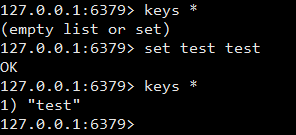 127.0.0.1:6379> keys *
(empty list or set)
127.0.0.1:6379> set test test
OK
127.0.0.1:6379> keys *
1) "test"
127.0.0.1:6379>